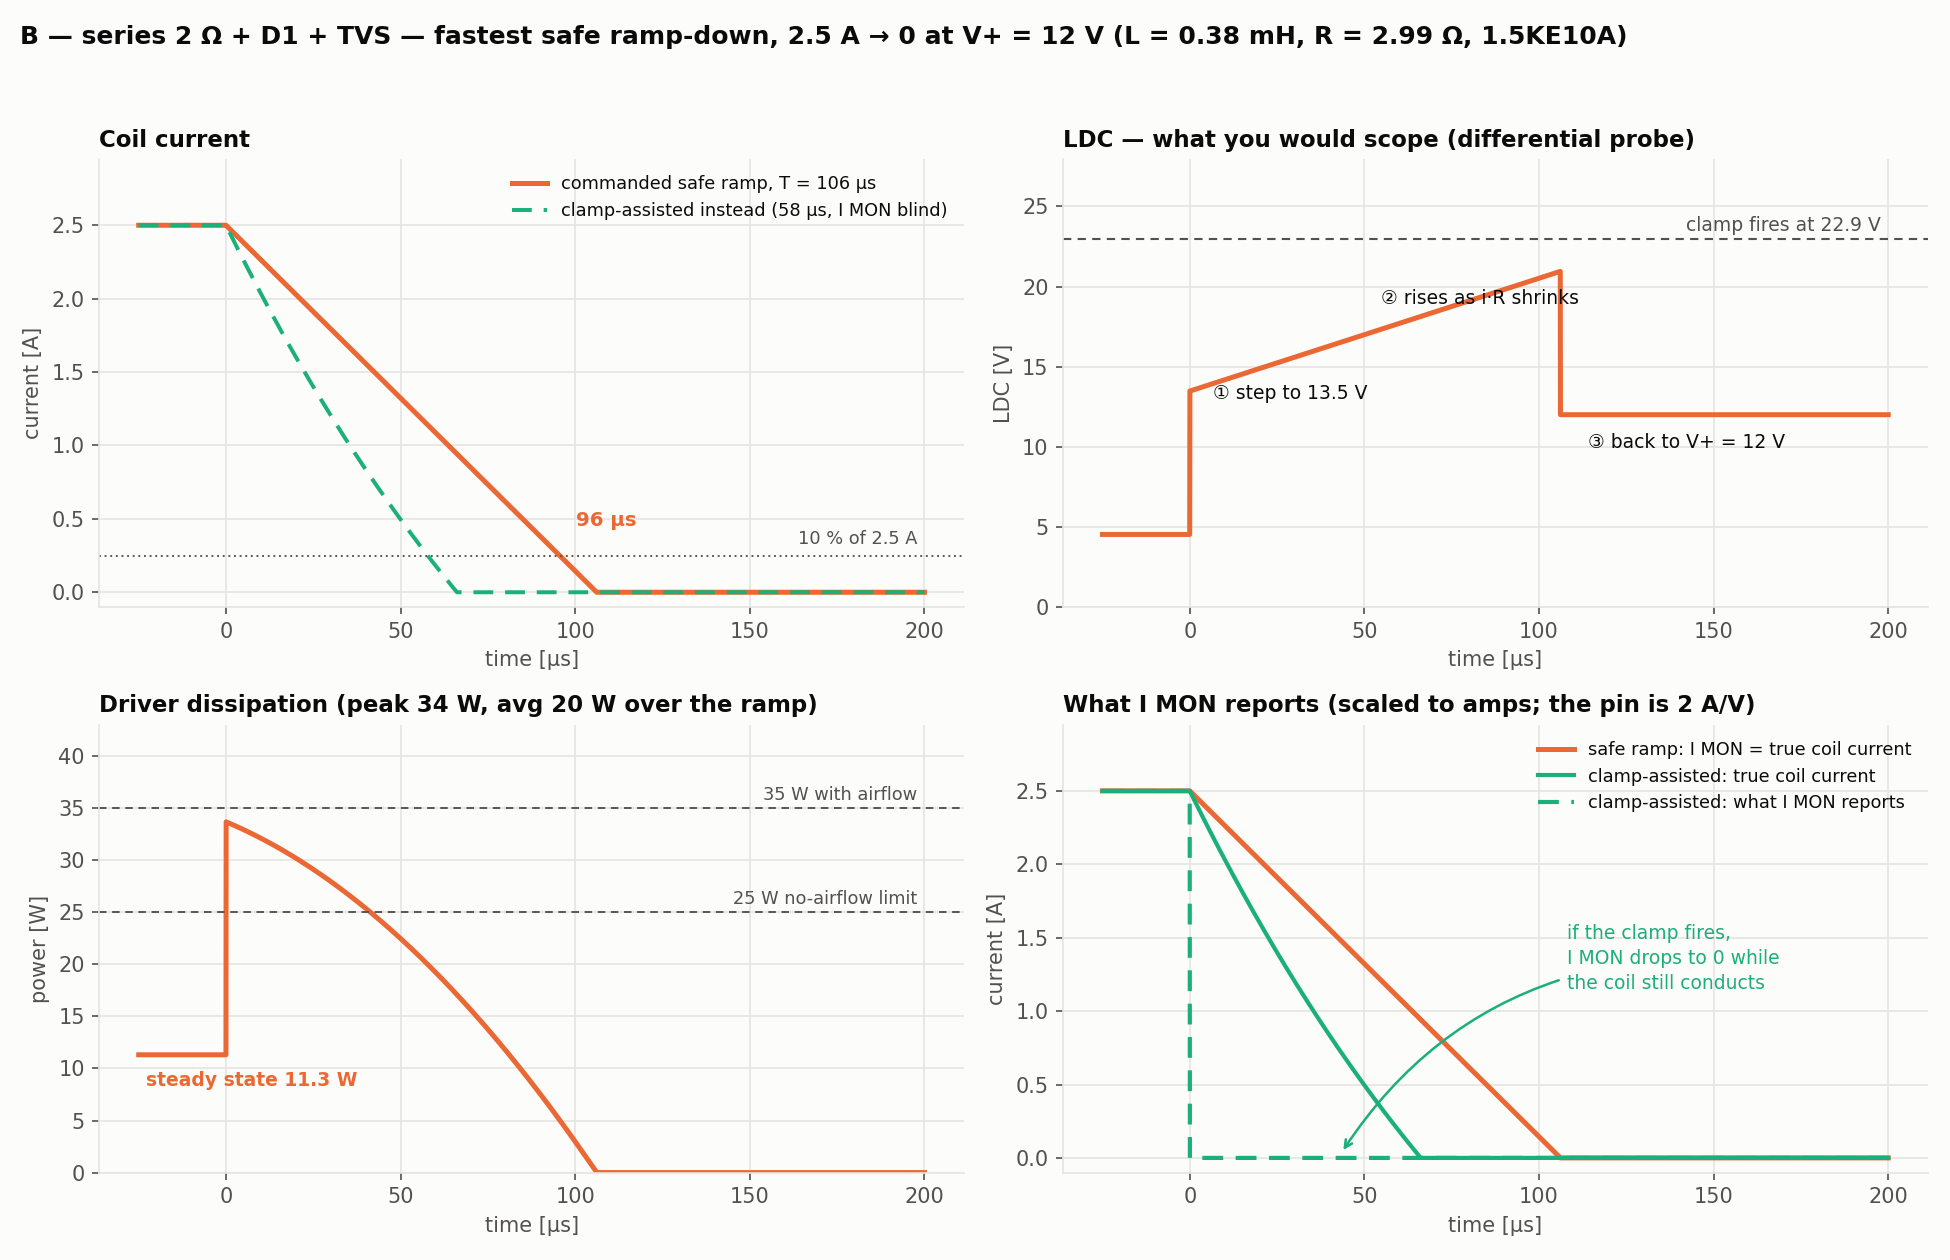 B — series 2 Ω + D1 + TVS — fastest safe ramp-down, 2.5 A → 0 at V+ = 12 V (L = 0.38 mH, R = 2.99 Ω, 1.5KE10A)
Coil current
commanded safe ramp, T = 106 µs
clamp-assisted instead (58 µs, I MON blind)
2.5
2.0
1.5
1.0
0.5
0.0
current [A]
96 µs
10 % of 2.5 A
0
50
100
150
200
time [µs]
LDC — what you would scope (differential probe)
25
20
15
10
5
0
LDC [V]
clamp fires at 22.9 V
② rises as i·R shrinks
① step to 13.5 V
③ back to V+ = 12 V
0
50
100
150
200
time [µs]
Driver dissipation (peak 34 W, avg 20 W over the ramp)
40
35
30
25
20
15
10
5
0
power [W]
35 W with airflow
25 W no-airflow limit
steady state 11.3 W
0
50
100
150
200
time [µs]
What I MON reports (scaled to amps; the pin is 2 A/V)
safe ramp: I MON = true coil current
clamp-assisted: true coil current
clamp-assisted: what I MON reports
2.5
2.0
1.5
1.0
0.5
0.0
current [A]
if the clamp fires,
I MON drops to 0 while
the coil still conducts
0
50
100
150
200
time [µs]